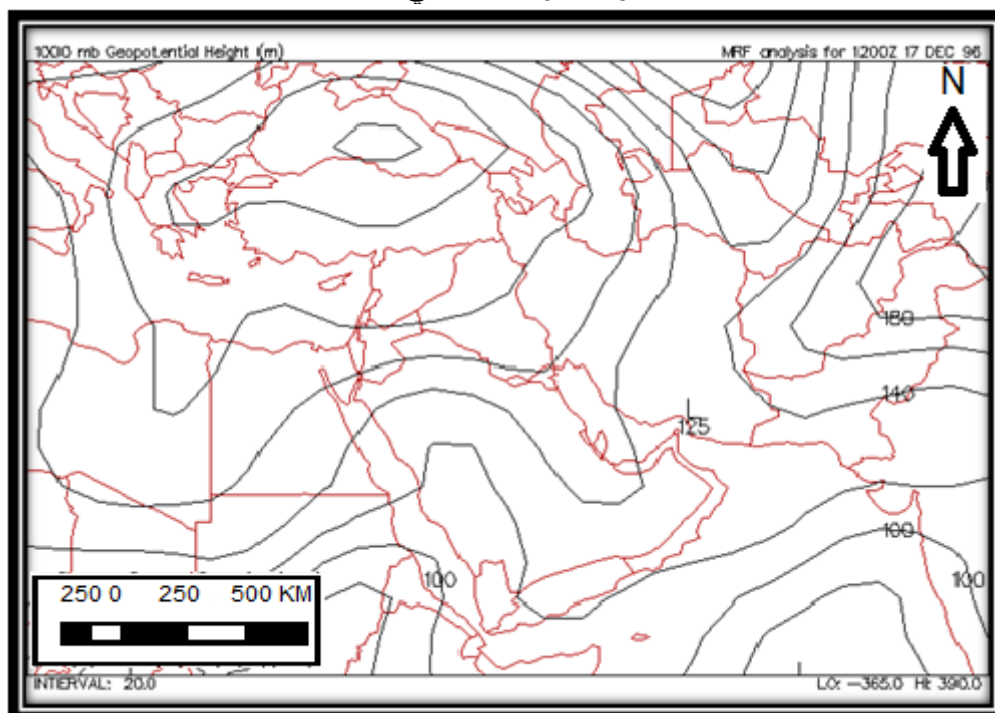 1000 mb Geopotential Height (m) MRF analysis for 1200Z 17 DEC 96
N
180
140
L
125
100
100
100
250 0 250 500 KM
INTERVAL: 20.0 LO: −365.0 HI: 390.0